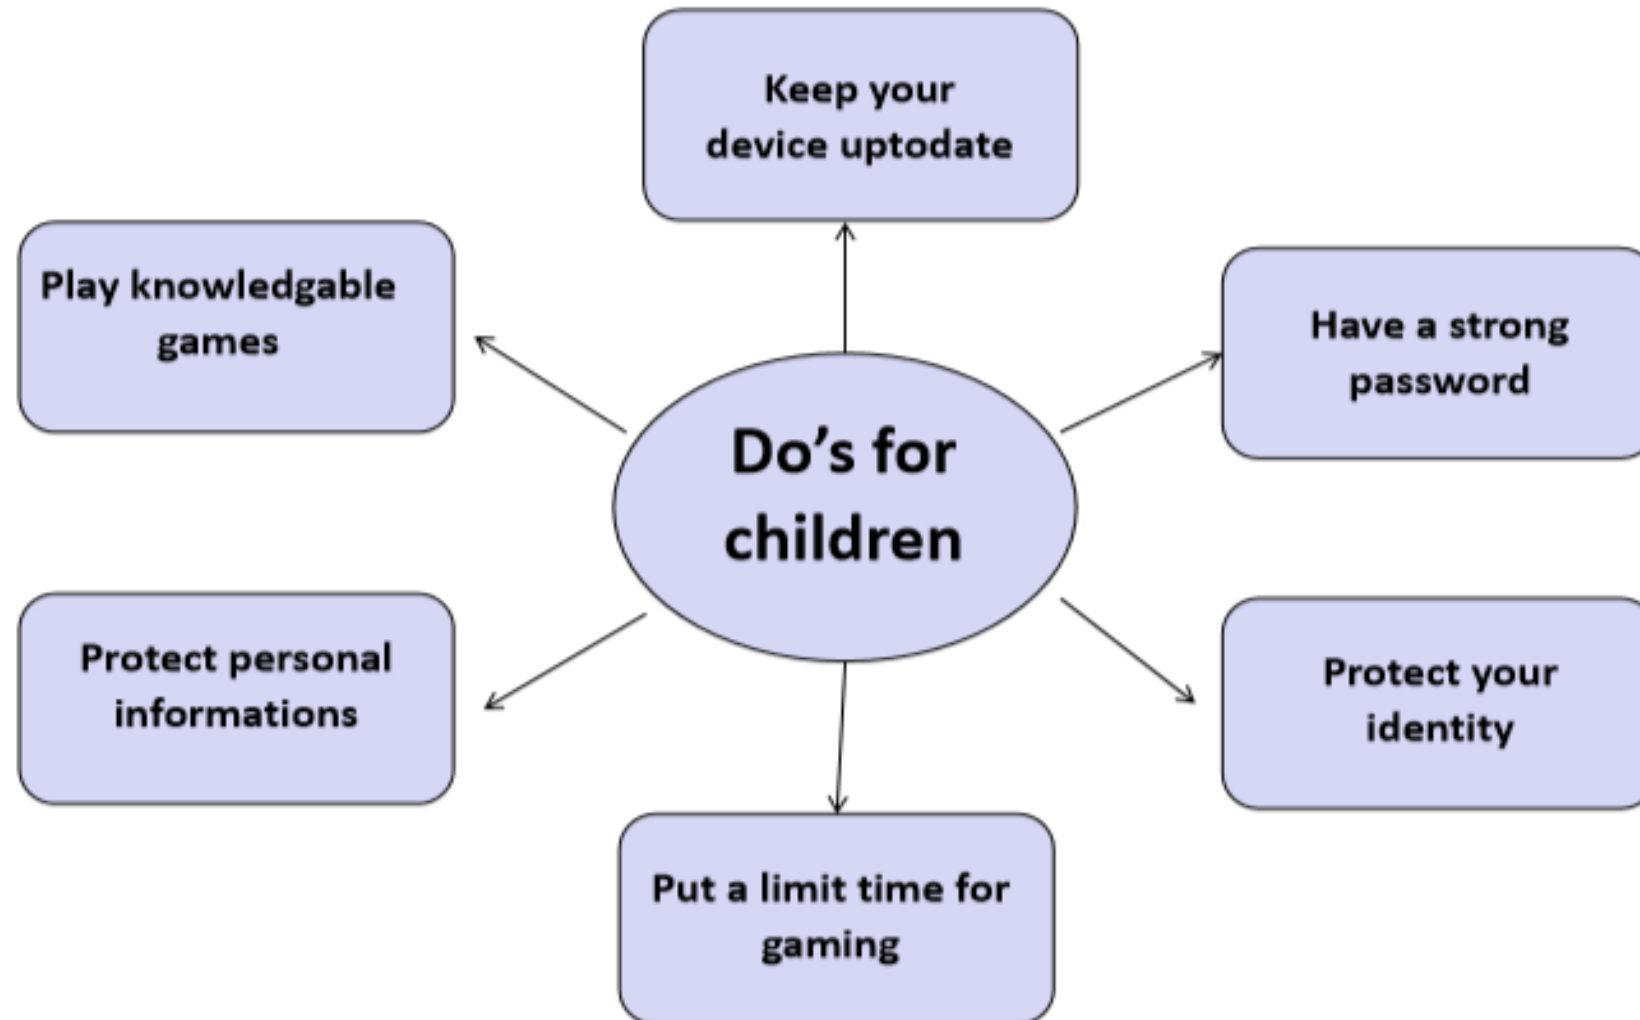 Keep your
device uptodate
Play knowledgable
games
Have a strong
password
Do’s for
children
Protect personal
informations
Protect your
identity
Put a limit time for
gaming